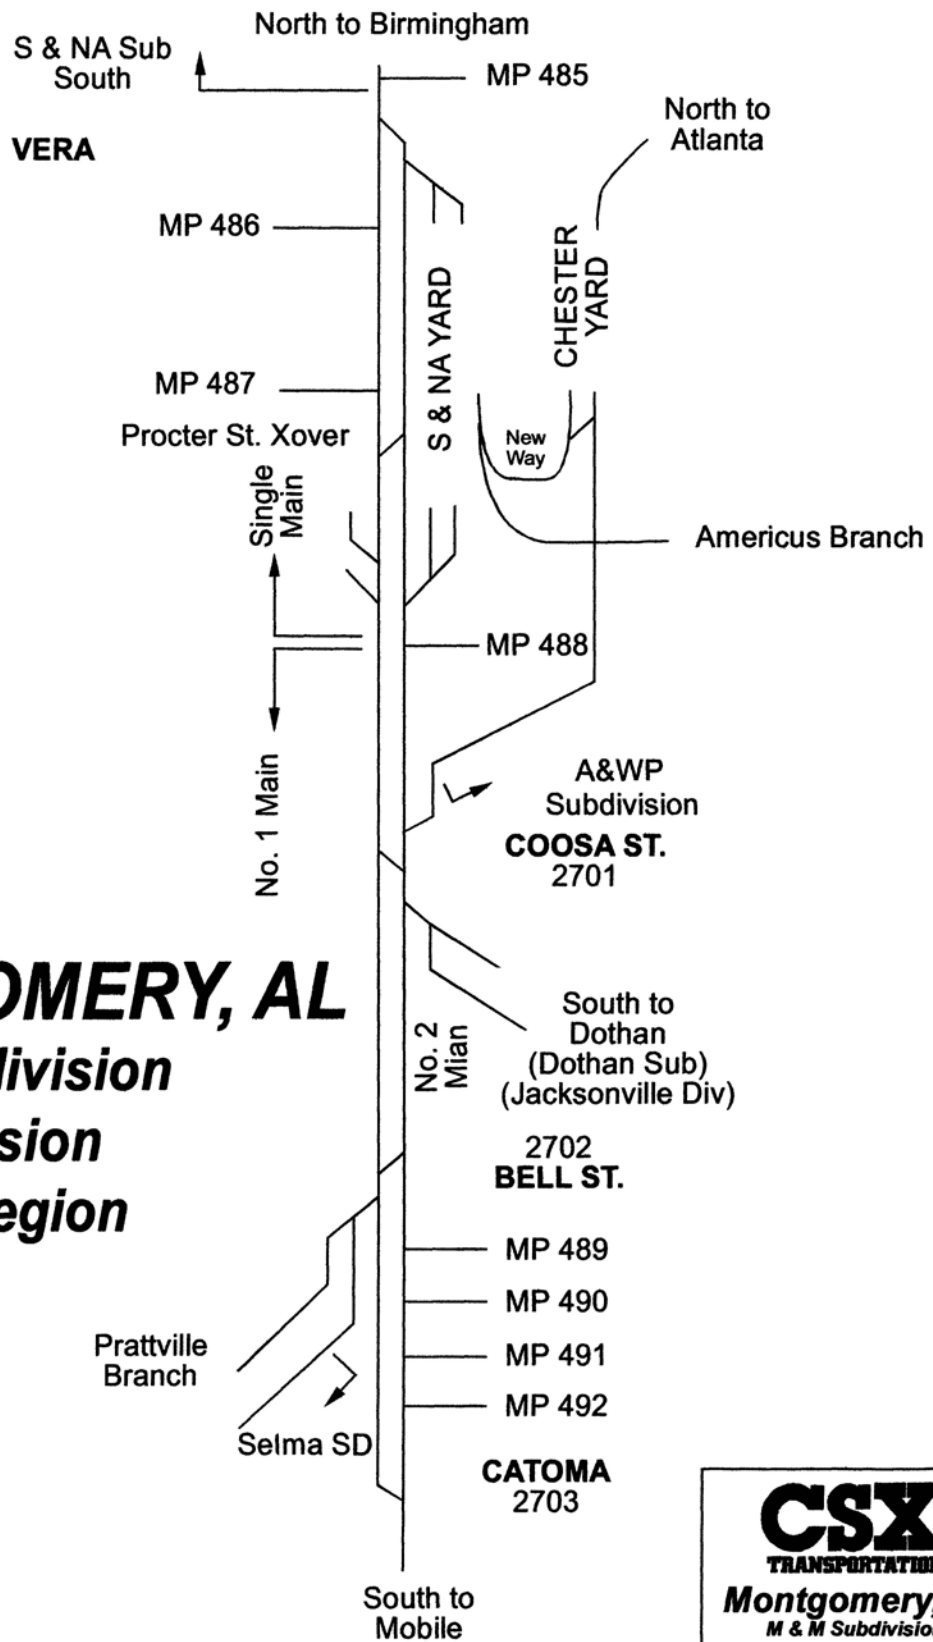 North to Birmingham
S & NA Sub
South
MP 485
North to
Atlanta
VERA
MP 486
CHESTER
YARD
S & NA YARD
MP 487
Procter St. Xover
New
Way
Single
Main
Americus Branch
MP 488
No. 1 Main
A&WP
Subdivision
COOSA ST.
2701
OMERY, AL
division
sion
egion
No. 2
Mian
South to
Dothan
(Dothan Sub)
(Jacksonville Div)
2702
BELL ST.
MP 489
MP 490
MP 491
MP 492
Prattville
Branch
Selma SD
CATOMA
2703
South to
Mobile
CSX
TRANSPORTATION
Montgomery,
M & M Subdivision